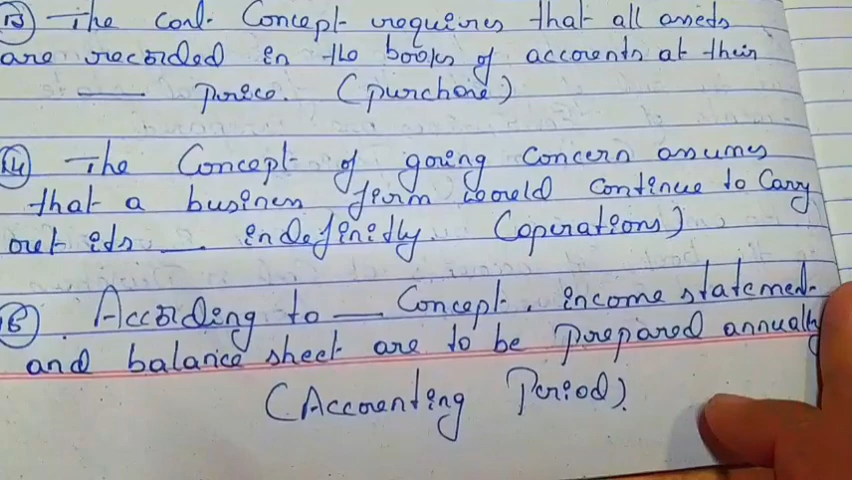 (13) The cost Concept requires that all assets
are recorded in the books of accounts at their
___ price. (purchase)
(14) The Concept of going concern assumes
that a business firm would continue to Carry
out its ___ indefinitly. (operations)
(15) According to ___ Concept, income statement
and balance sheet are to be prepared annually
(Accounting Period).